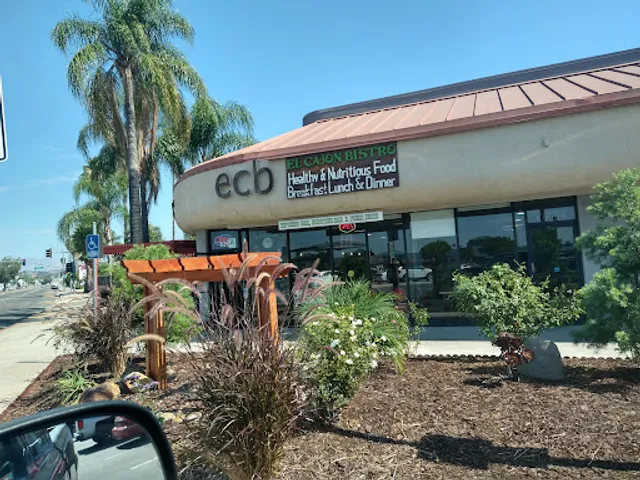 ecb
EL CAJON BISTRO
Healthy & Nutritious Food
Breakfast Lunch & Dinner